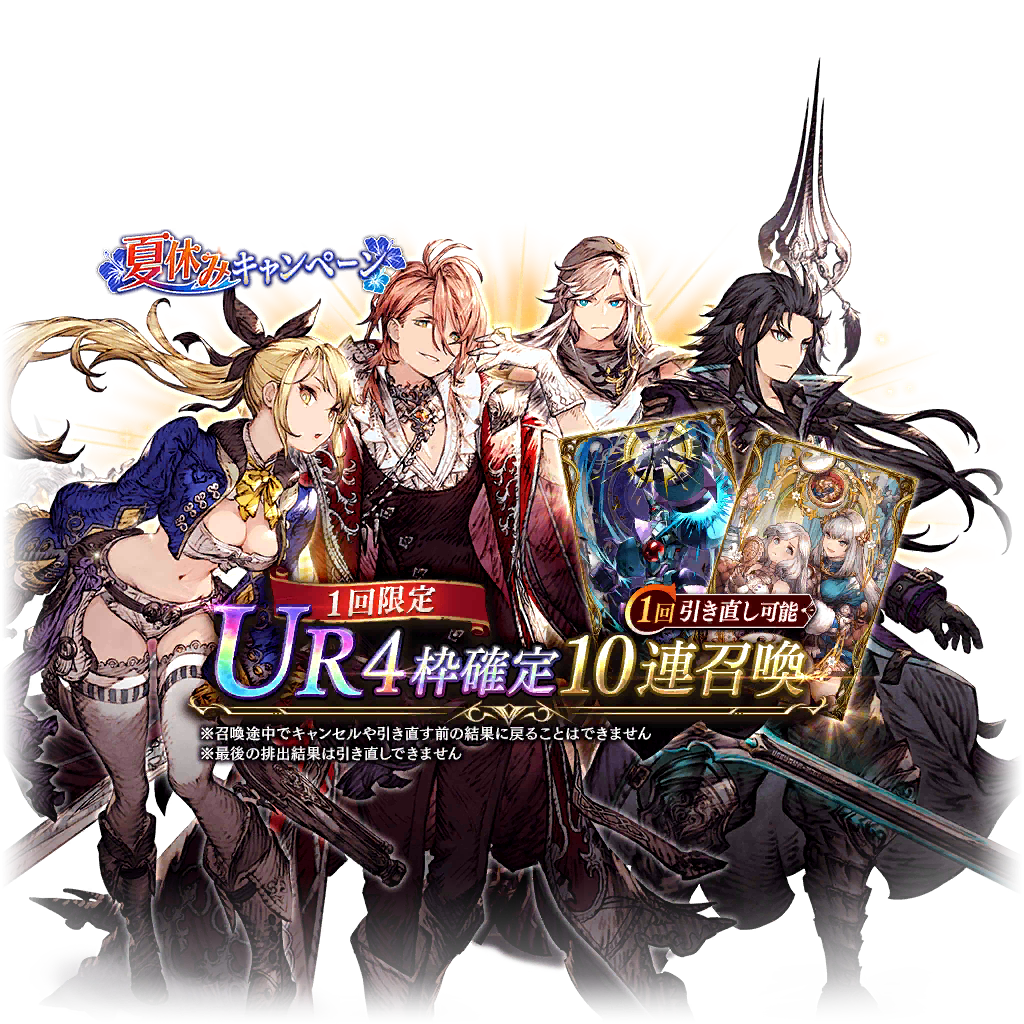 夏休みキャンペーン
1回限定
1回引き直し可能
UR4枠確定10連召喚
※召喚途中でキャンセルや引き直す前の結果に戻ることはできません
※最後の排出結果は引き直しできません